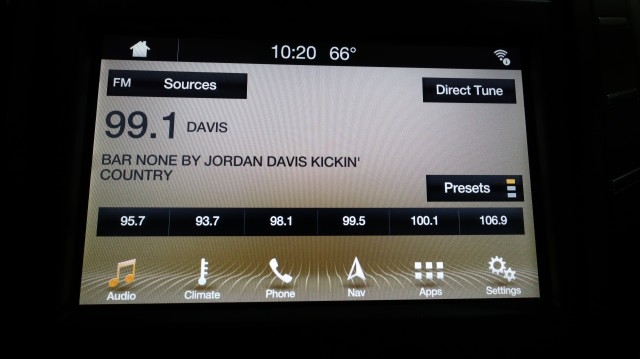 10:20 66°
FM Sources
Direct Tune
99.1 DAVIS
BAR NONE BY JORDAN DAVIS KICKIN'
COUNTRY
Presets
95.7 93.7 98.1 99.5 100.1 106.9
Audio Climate Phone Nav Apps Settings